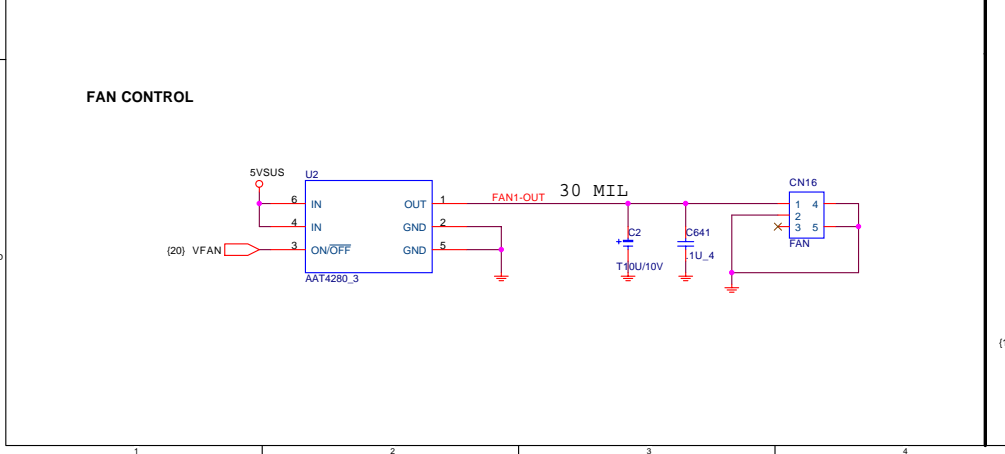 FAN CONTROL
5VSUS
U2
CN16
FAN1-OUT
30 MIL
6 IN OUT 1
4 IN GND 2
{20} VFAN 3 ON/OFF GND 5
AAT4280_3
+ C2
T10U/10V
C641
.1U_4
1 4
2
3 5
FAN
{1
1 2 3 4